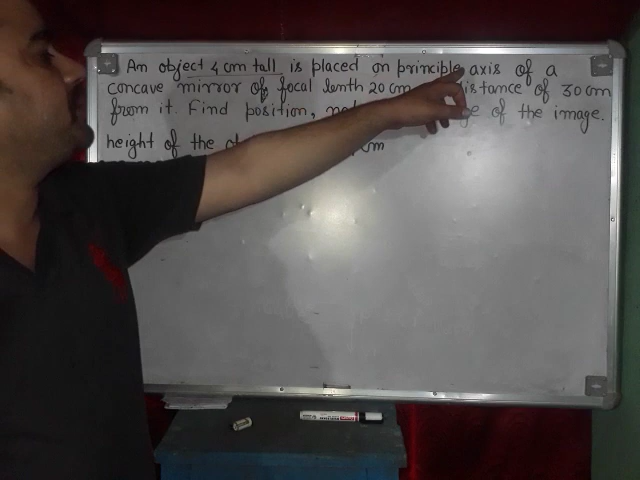 An object 4 cm tall is placed on principle axis of a
concave mirror of focal lenth 20 cm istance of 30 cm
from it. Find position, of the image.
height of the cm